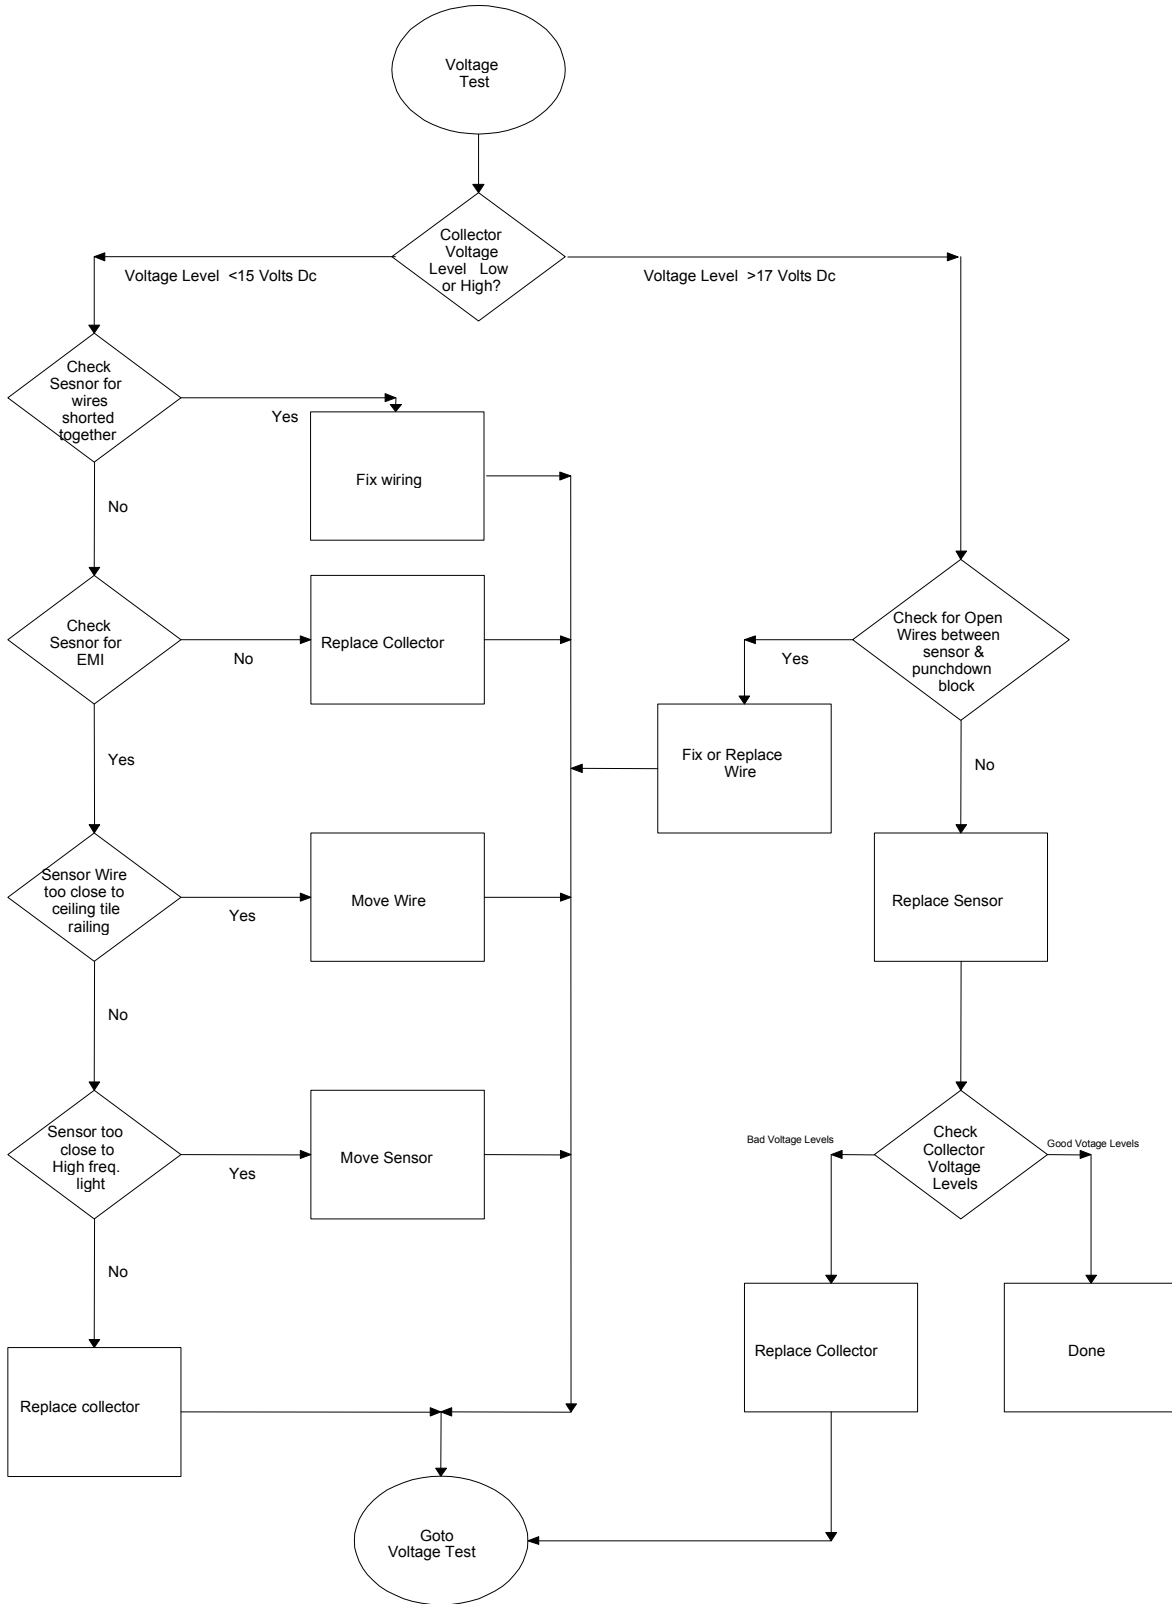 Voltage
Test
Collector
Voltage
Level Low
or High?
Voltage Level <15 Volts Dc
Voltage Level >17 Volts Dc
Check
Sesnor for
wires
shorted
together
Yes
Fix wiring
No
Check
Sesnor for
EMI
No
Replace Collector
Check for Open
Wires between
sensor &
punchdown
block
Yes
Yes
Fix or Replace
Wire
No
Sensor Wire
too close to
ceiling tile
railing
Yes
Move Wire
Replace Sensor
No
Sensor too
close to
High freq.
light
Yes
Move Sensor
Bad Voltage Levels
Check
Collector
Voltage
Levels
Good Votage Levels
No
Replace collector
Replace Collector
Done
Goto
Voltage Test